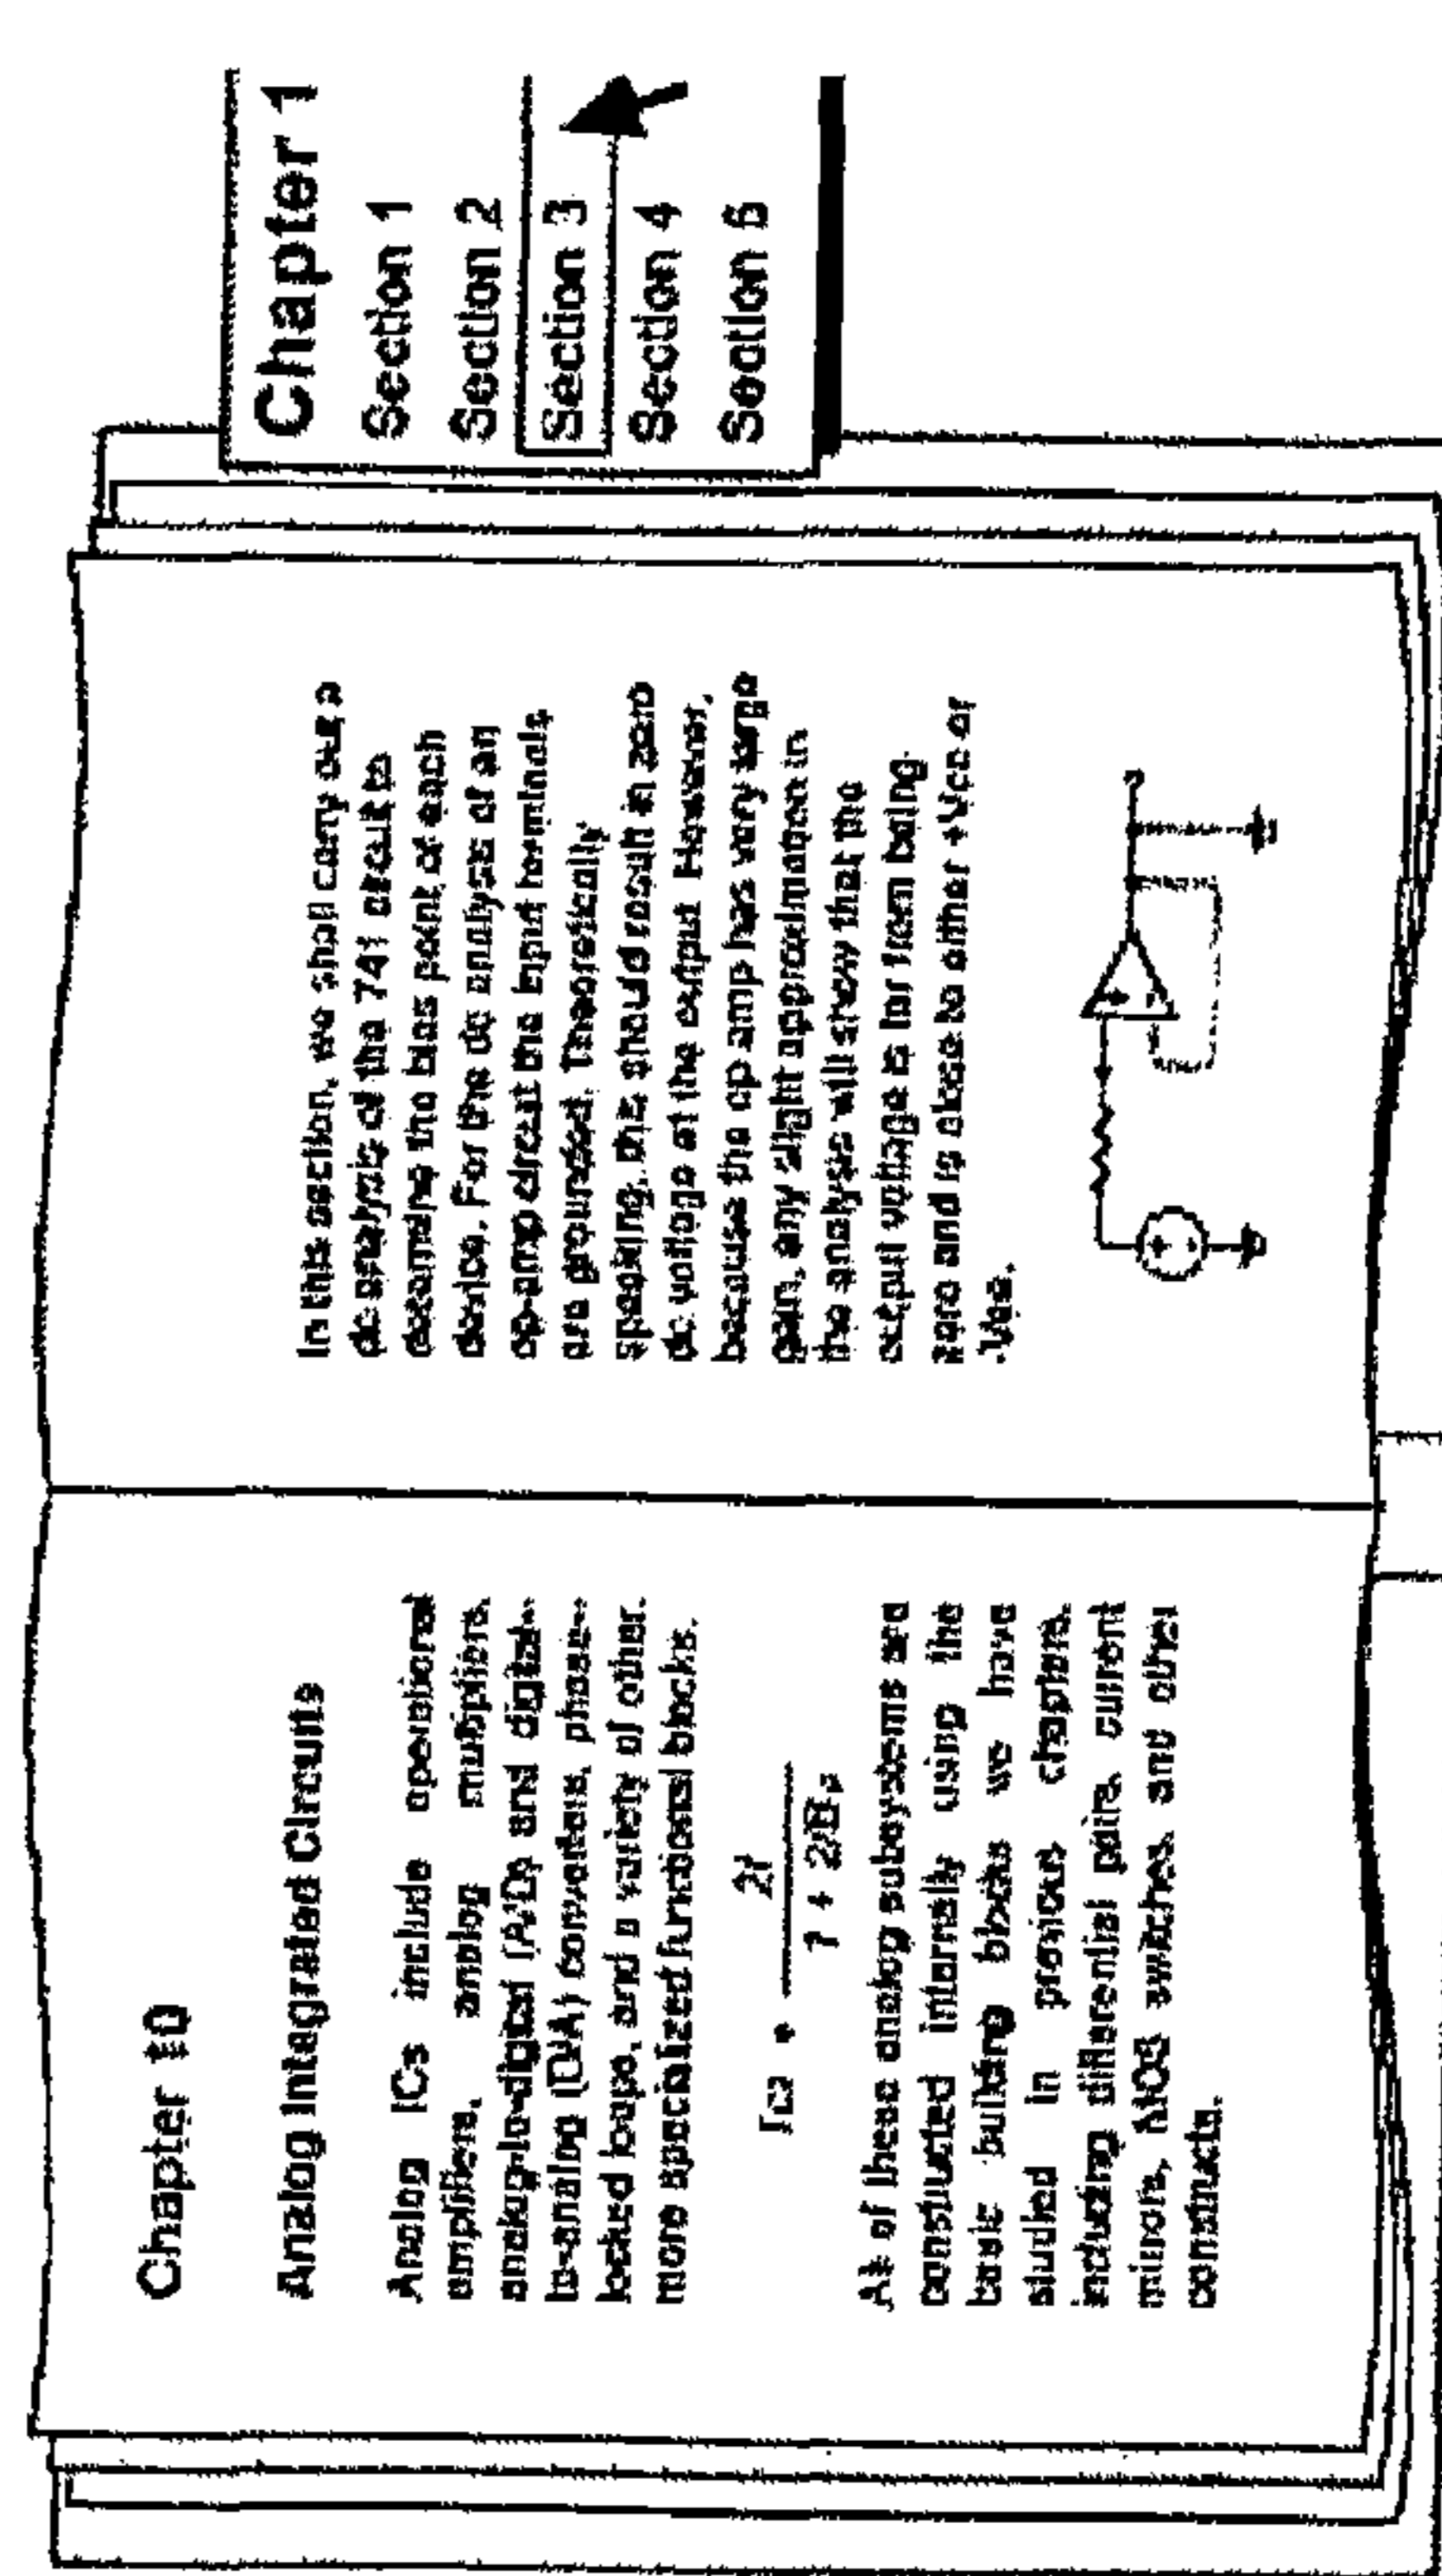 Chapter 1
Section 1
Section 2
Section 3
Section 4
Section 5
Chapter 10
Analog Integrated Circuits
Analog ICs include operational
amplifiers, analog multipliers,
analog-to-digital (A/D) and digital-
to-analog (D/A) converters, phase-
locked loops, and a variety of other,
more specialized functional blocks.
2I
1 + 2/βP
All of these analog subsystems are
constructed internally using the
basic building blocks we have
studied in previous chapters,
including differential pairs, current
mirrors, MOS switches, and other
contructs.
In this section, we shall carry out a
dc analysis of the 741 circuit to
determine the bias point of each
device. For the dc analysis of an
op-amp circuit the input terminals
are grounded. Theoretically
speaking, this should result in zero
dc voltage at the output. However,
because the op amp has very large
gain, any slight approximation in
the analysis will show that the
output voltage is far from being
zero and is close to either +Vcc or
-Vee.